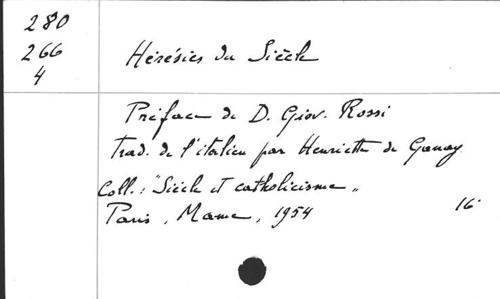 280
266
4
Hérésies du Siècle
Préface de D. Giov. Rossi
trad. de l'italien par Henriette de Ganay
Coll.: "Siècle et catholicisme"
Paris, Mame, 1954 16°